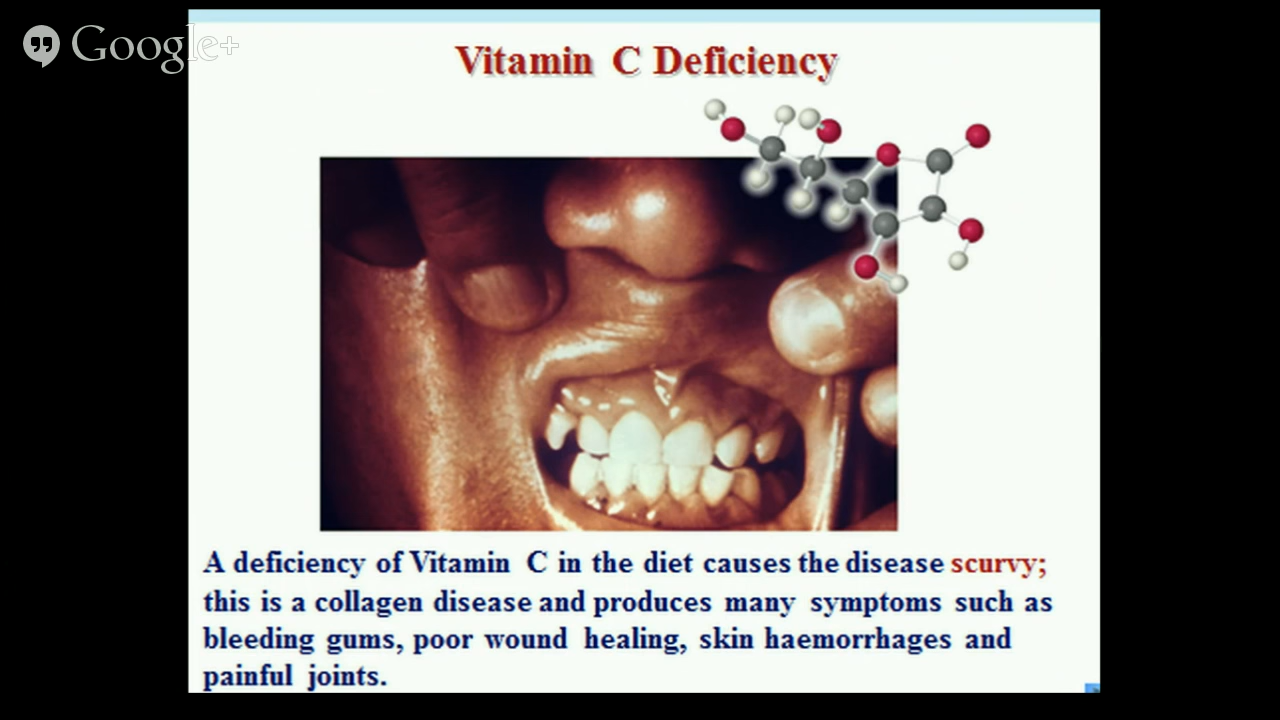 Google+
Vitamin C Deficiency
A deficiency of Vitamin C in the diet causes the disease scurvy;
this is a collagen disease and produces many symptoms such as
bleeding gums, poor wound healing, skin haemorrhages and
painful joints.